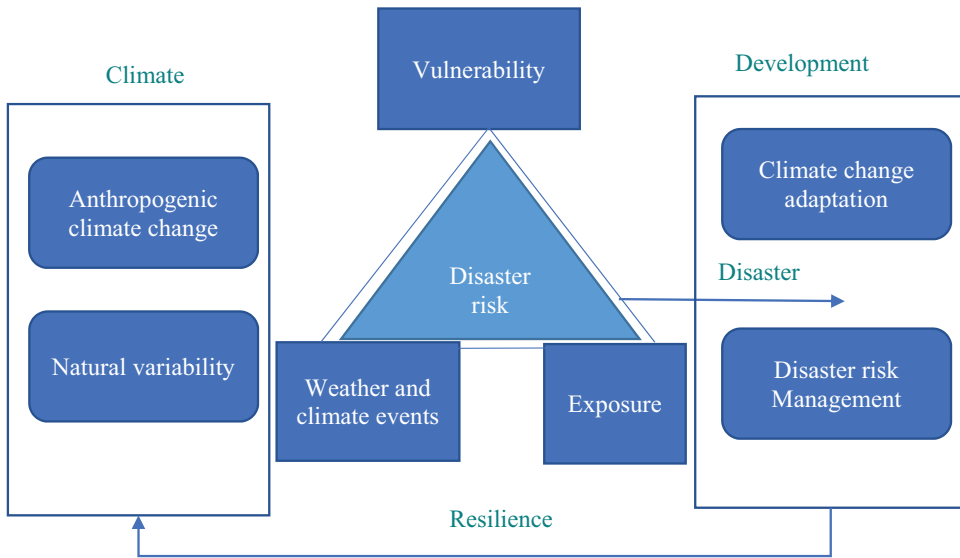 Climate
Anthropogenic
climate change
Natural variability
Vulnerability
Disaster
risk
Weather and
climate events
Exposure
Development
Climate change
adaptation
Disaster
Disaster risk
Management
Resilience